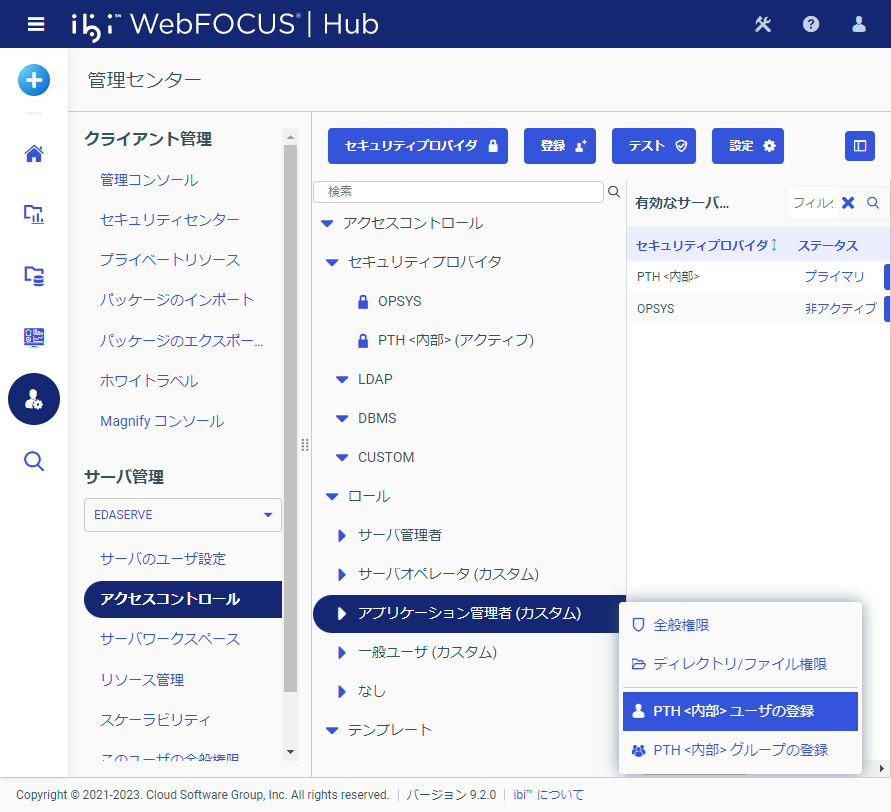 ibi™ WebFOCUS® | Hub
管理センター
クライアント管理
管理コンソール
セキュリティセンター
プライベートリソース
パッケージのインポート
パッケージのエクスポー...
ホワイトラベル
Magnify コンソール
サーバ管理
EDASERVE
サーバのユーザ設定
アクセスコントロール
サーバワークスペース
リソース管理
スケーラビリティ
このユーザの全般権限
セキュリティプロバイダ
登録
テスト
設定
検索
アクセスコントロール
セキュリティプロバイダ
OPSYS
PTH <内部> (アクティブ)
LDAP
DBMS
CUSTOM
ロール
サーバ管理者
サーバオペレータ (カスタム)
アプリケーション管理者 (カスタム)
一般ユーザ (カスタム)
なし
テンプレート
有効なサーバ...
フィルタ
セキュリティプロバイダ ステータス
PTH <内部> プライマリ
OPSYS 非アクティブ
全般権限
ディレクトリ/ファイル権限
PTH <内部> ユーザの登録
PTH <内部> グループの登録
Copyright © 2021-2023. Cloud Software Group, Inc. All rights reserved. | バージョン 9.2.0 | ibi™ について